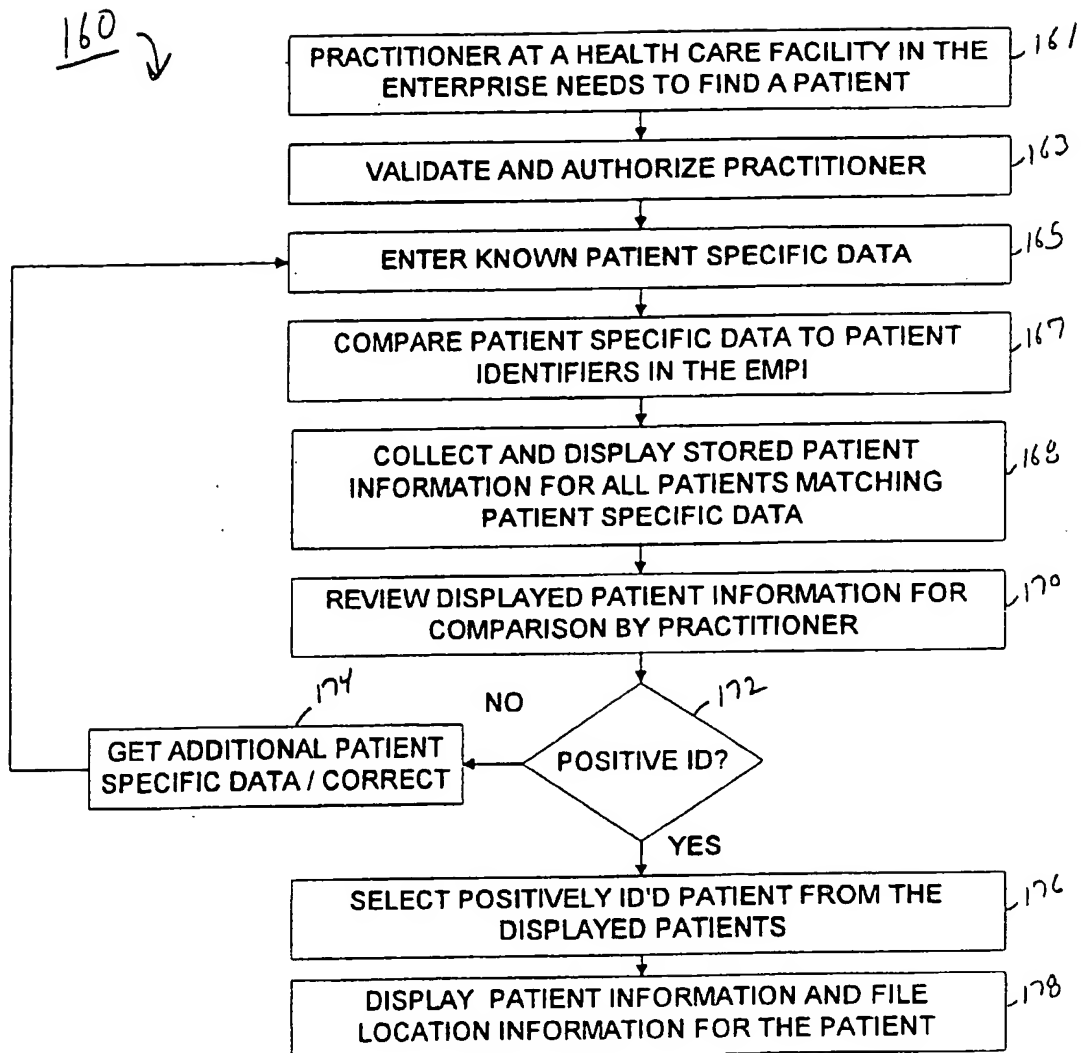 160
PRACTITIONER AT A HEALTH CARE FACILITY IN THE
ENTERPRISE NEEDS TO FIND A PATIENT
161
VALIDATE AND AUTHORIZE PRACTITIONER
163
ENTER KNOWN PATIENT SPECIFIC DATA
165
COMPARE PATIENT SPECIFIC DATA TO PATIENT
IDENTIFIERS IN THE EMPI
167
COLLECT AND DISPLAY STORED PATIENT
INFORMATION FOR ALL PATIENTS MATCHING
PATIENT SPECIFIC DATA
168
REVIEW DISPLAYED PATIENT INFORMATION FOR
COMPARISON BY PRACTITIONER
170
174
NO
172
GET ADDITIONAL PATIENT
SPECIFIC DATA / CORRECT
POSITIVE ID?
YES
SELECT POSITIVELY ID'D PATIENT FROM THE
DISPLAYED PATIENTS
176
DISPLAY PATIENT INFORMATION AND FILE
LOCATION INFORMATION FOR THE PATIENT
178